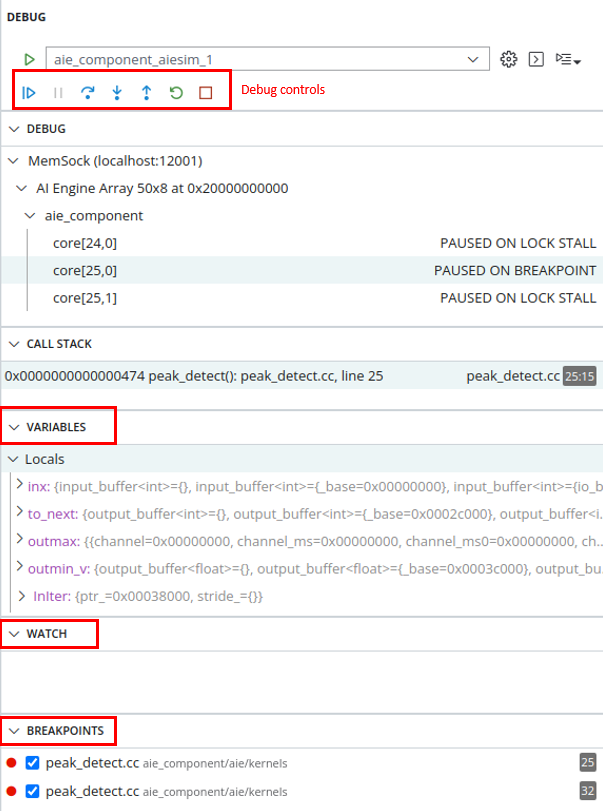 DEBUG
aie_component_aiesim_1
Debug controls
DEBUG
MemSock (localhost:12001)
AI Engine Array 50x8 at 0x20000000000
aie_component
core[24,0] PAUSED ON LOCK STALL
core[25,0] PAUSED ON BREAKPOINT
core[25,1] PAUSED ON LOCK STALL
CALL STACK
0x0000000000000474 peak_detect(): peak_detect.cc, line 25 peak_detect.cc 25:15
VARIABLES
Locals
inx: {input_buffer<int>={}, input_buffer<int>={_base=0x00000000}, input_buffer<int>={io_b
to_next: {output_buffer<int>={}, output_buffer<int>={_base=0x0002c000}, output_buffer<i...
outmax: {{channel=0x00000000, channel_ms=0x00000000, channel_ms0=0x00000000, ch...
outmin_v: {output_buffer<float>={}, output_buffer<float>={_base=0x0003c000}, output_bu...
InIter: {ptr_=0x00038000, stride_={}}
WATCH
BREAKPOINTS
peak_detect.cc aie_component/aie/kernels 25
peak_detect.cc aie_component/aie/kernels 32